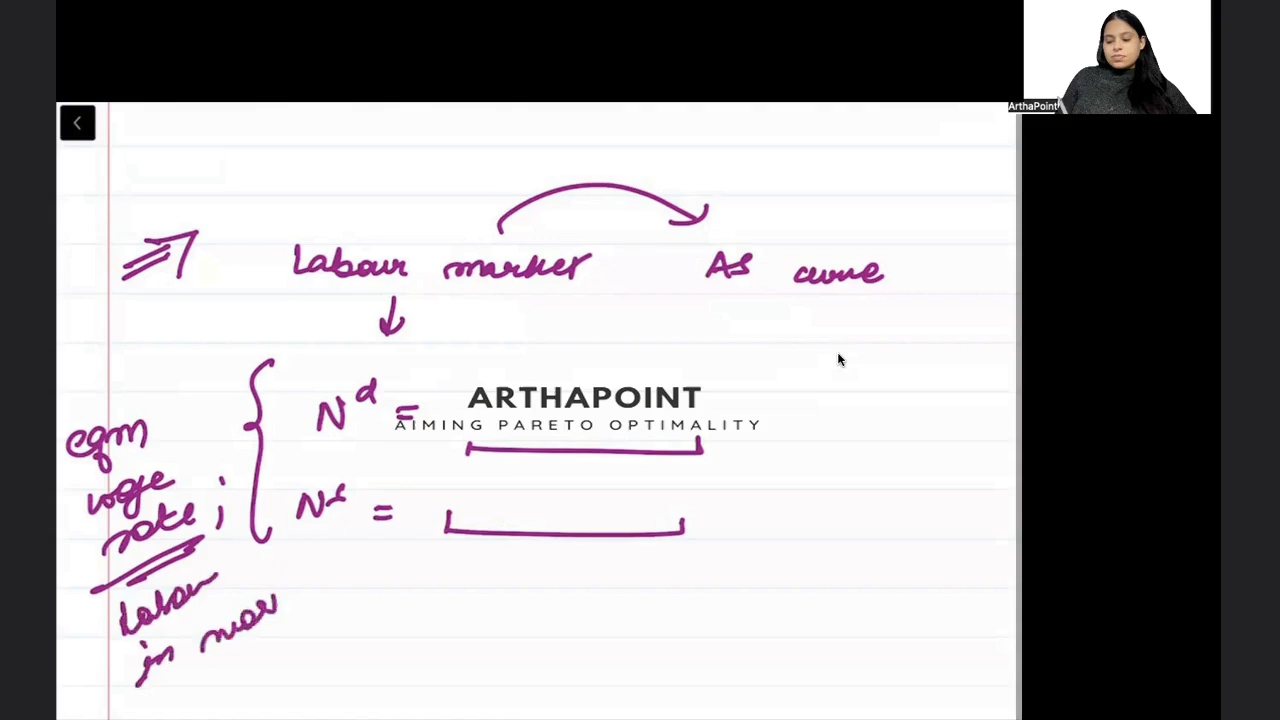 ArthaPoint
Labour market AS curve
N^d =
ARTHAPOINT
AIMING PARETO OPTIMALITY
eqm
wage
rate ;
N^s =
Labour
in mar